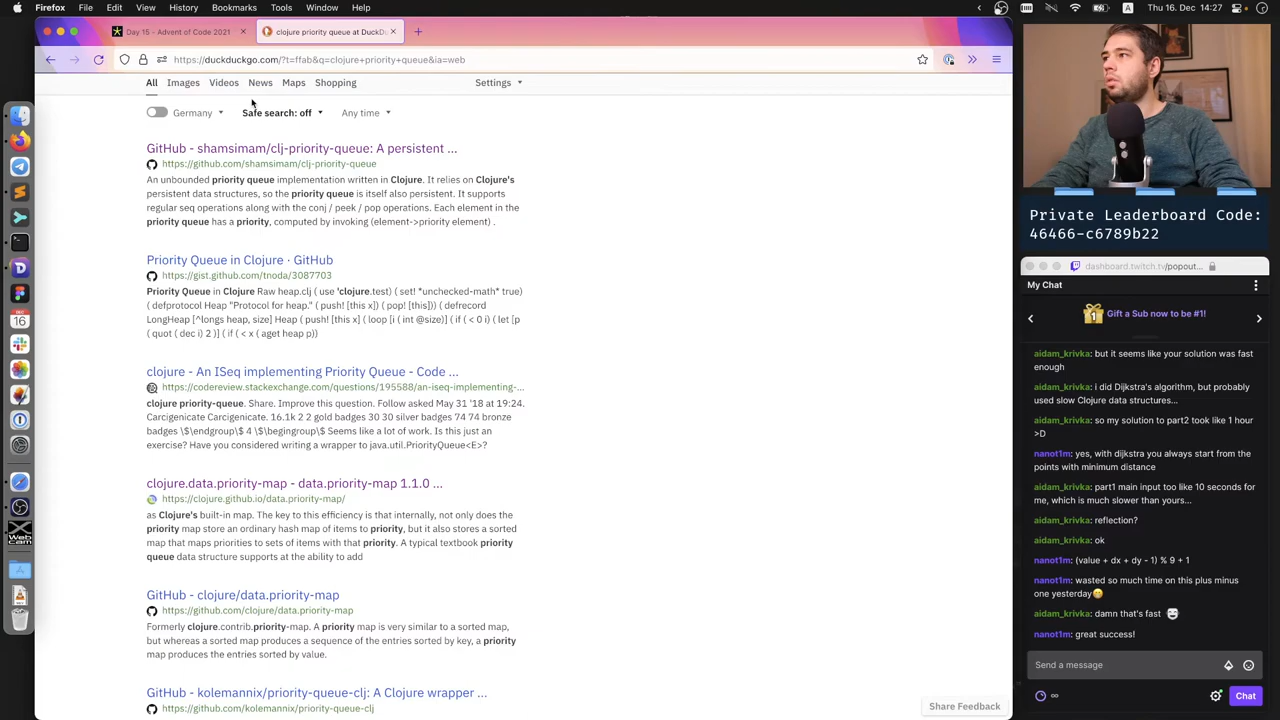 Firefox File Edit View History Bookmarks Tools Window Help
A Thu 16. Dec 14:27
Day 15 - Advent of Code 2021
clojure priority queue at DuckDu
https://duckduckgo.com/?t=ffab&q=clojure+priority+queue&ia=web
All Images Videos News Maps Shopping Settings
Germany Safe search: off Any time
GitHub - shamsimam/clj-priority-queue: A persistent ...
https://github.com/shamsimam/clj-priority-queue
An unbounded priority queue implementation written in Clojure. It relies on Clojure's
persistent data structures, so the priority queue is itself also persistent. It supports
regular seq operations along with the conj / peek / pop operations. Each element in the
priority queue has a priority, computed by invoking (element->priority element) .
Priority Queue in Clojure · GitHub
https://gist.github.com/tnoda/3087703
Priority Queue in Clojure Raw heap.clj ( use 'clojure.test) ( set! *unchecked-math* true)
( defprotocol Heap "Protocol for heap." ( push! [this x]) ( pop! [this])) ( defrecord
LongHeap [^longs heap, size] Heap ( push! [this x] ( loop [i ( int @size)] ( if ( < 0 i) ( let [p
( quot ( dec i) 2 )] ( if ( < x ( aget heap p))
clojure - An ISeq implementing Priority Queue - Code ...
https://codereview.stackexchange.com/questions/195588/an-iseq-implementing-...
clojure priority-queue. Share. Improve this question. Follow asked May 31 '18 at 19:24.
Carcigenicate Carcigenicate. 16.1k 2 2 gold badges 30 30 silver badges 74 74 bronze
badges \$\endgroup\$ 4 \$\begingroup\$ Seems like a lot of work. Is this just an
exercise? Have you considered writing a wrapper to java.util.PriorityQueue<E>?
clojure.data.priority-map - data.priority-map 1.1.0 ...
https://clojure.github.io/data.priority-map/
as Clojure's built-in map. The key to this efficiency is that internally, not only does the
priority map store an ordinary hash map of items to priority, but it also stores a sorted
map that maps priorities to sets of items with that priority. A typical textbook priority
queue data structure supports at the ability to add
GitHub - clojure/data.priority-map
https://github.com/clojure/data.priority-map
Formerly clojure.contrib.priority-map. A priority map is very similar to a sorted map,
but whereas a sorted map produces a sequence of the entries sorted by key, a priority
map produces the entries sorted by value.
GitHub - kolemannix/priority-queue-clj: A Clojure wrapper ...
https://github.com/kolemannix/priority-queue-clj
Share Feedback
Private Leaderboard Code:
46466-c6789b22
dashboard.twitch.tv/popout...
My Chat
1 Gift a Sub now to be #1!
aidam_krivka: but it seems like your solution was fast
enough
aidam_krivka: i did Dijkstra's algorithm, but probably
used slow Clojure data structures...
aidam_krivka: so my solution to part2 took like 1 hour
>D
nanot1m: yes, with dijkstra you always start from the
points with minimum distance
aidam_krivka: part1 main input too like 10 seconds for
me, which is much slower than yours...
aidam_krivka: reflection?
aidam_krivka: ok
nanot1m: (value + dx + dy - 1) % 9 + 1
nanot1m: wasted so much time on this plus minus
one yesterday
aidam_krivka: damn that's fast
nanot1m: great success!
Send a message
∞ Chat